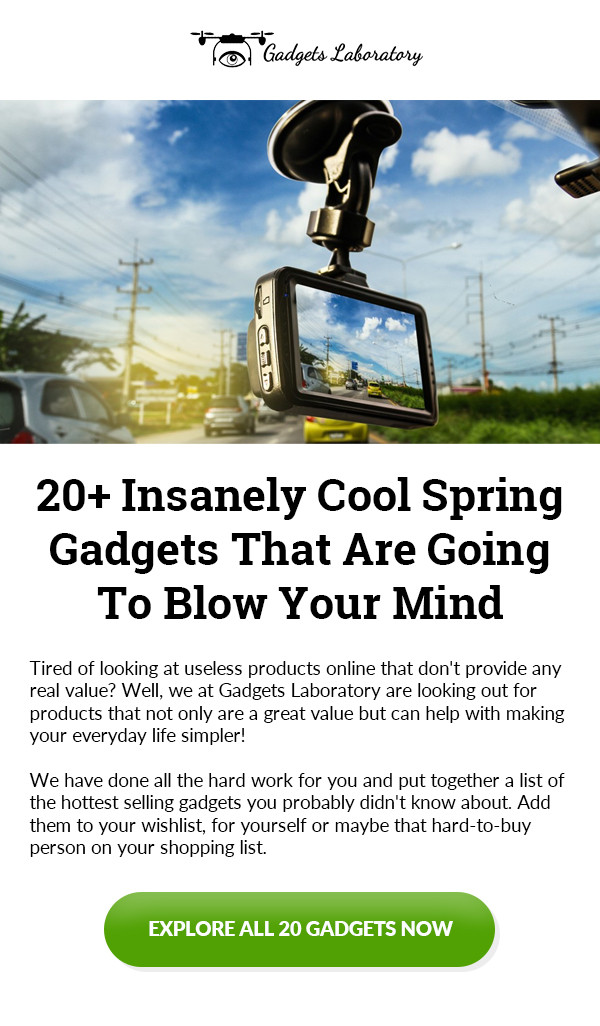 Gadgets Laboratory
20+ Insanely Cool Spring
Gadgets That Are Going
To Blow Your Mind
Tired of looking at useless products online that don't provide any
real value? Well, we at Gadgets Laboratory are looking out for
products that not only are a great value but can help with making
your everyday life simpler!
We have done all the hard work for you and put together a list of
the hottest selling gadgets you probably didn't know about. Add
them to your wishlist, for yourself or maybe that hard-to-buy
person on your shopping list.
EXPLORE ALL 20 GADGETS NOW